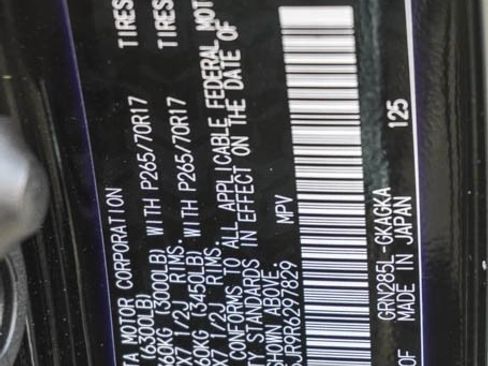 TA MOTOR CORPORATION
(6300LB)
60KG (3000LB) WITH P265/70R17 TIRES
X7 1/2J RIMS.
60KG (3450LB) WITH P265/70R17 TIRES
X7 1/2J RIMS.
CONFORMS TO ALL APPLICABLE FEDERAL MOT
TY STANDARDS IN EFFECT ON THE DATE OF
SHOWN ABOVE.
JR9R6297829 MPV
GRN285L-GKAGKA 125
OF MADE IN JAPAN